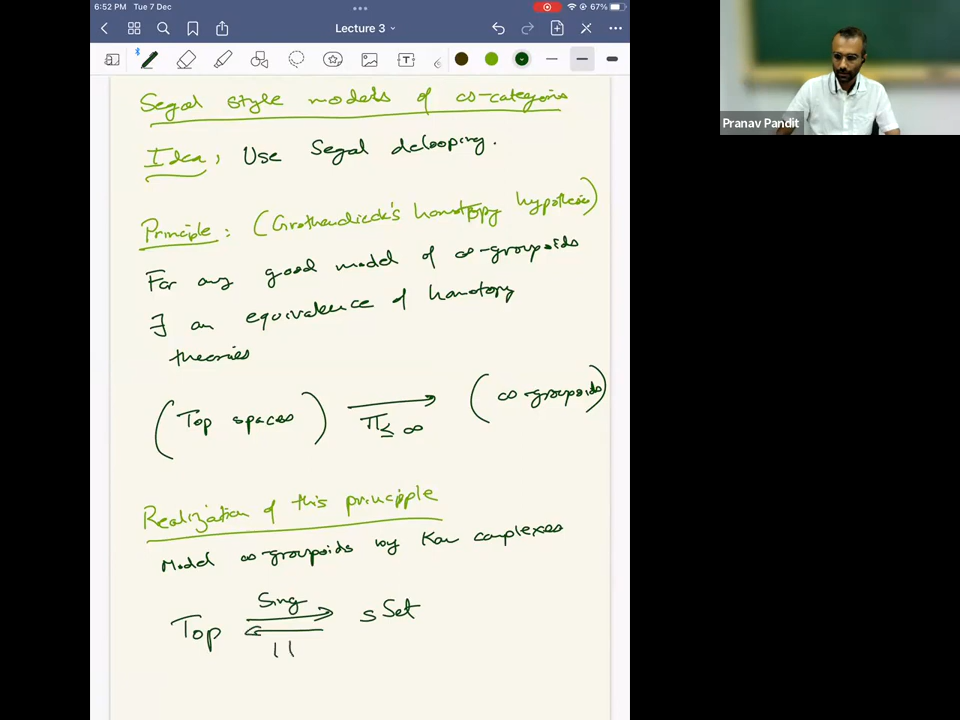 6:52 PM Tue 7 Dec
67%
Lecture 3
Pranav Pandit
Segal style models of ∞-categories
Idea: Use Segal delooping.
Principle: (Grothendieck's homotopy hypothesis)
For any good model of ∞-groupoids
∃ an equivalence of homotopy
theories
(Top spaces) → (∞-groupoids)
π≤∞
Realization of this principple
Model ∞-groupoids by Kan complexes
Sing
Top ⇄ sSet
| |